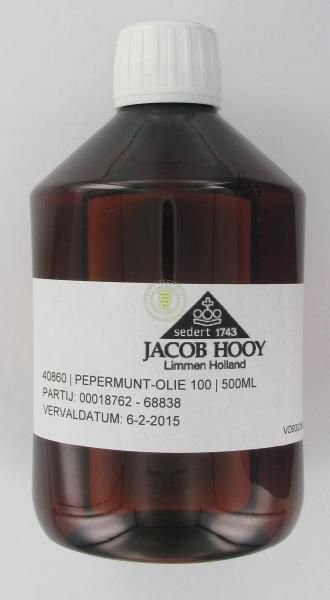 sedert 1743
JACOB HOOY
Limmen Holland
40860 | PEPERMUNT-OLIE 100 | 500ML
PARTIJ: 00018762 - 68838
VERVALDATUM: 6-2-2015